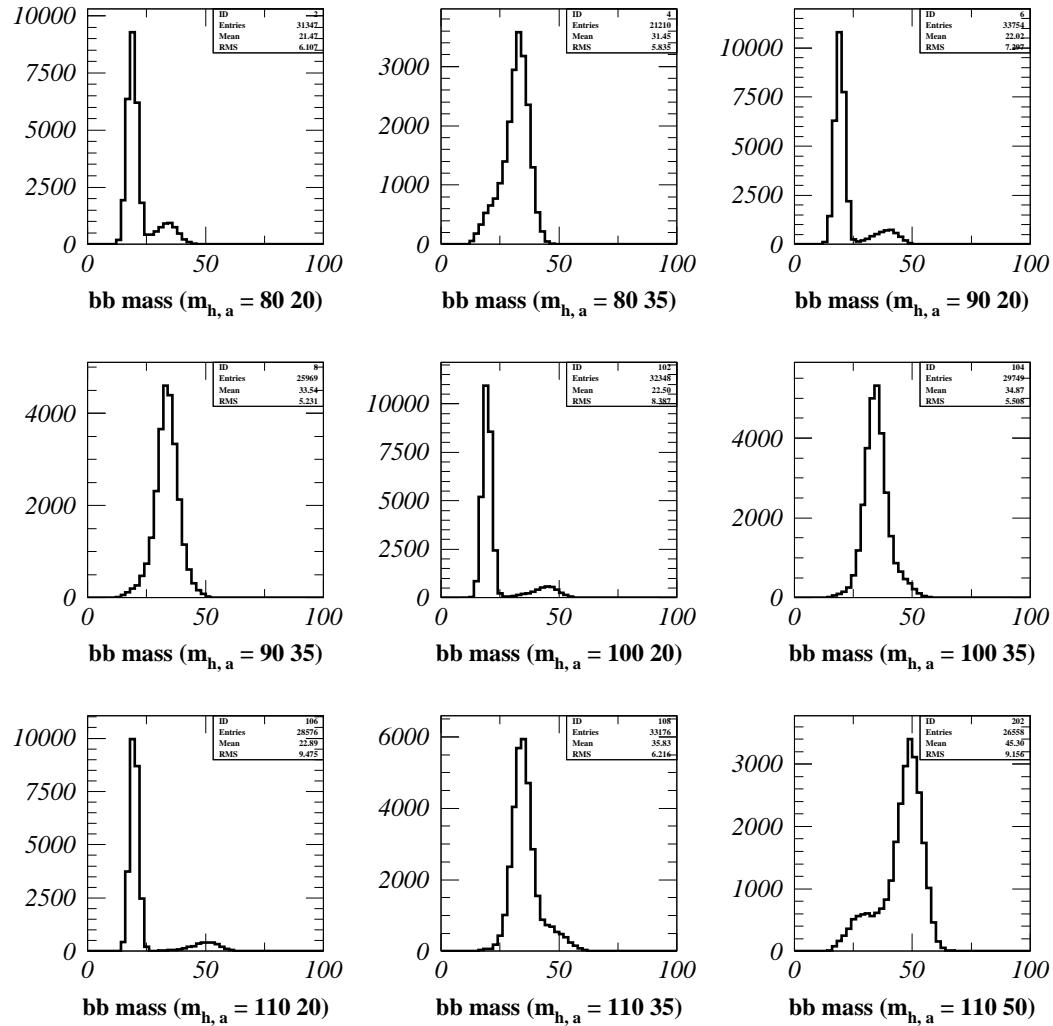 ID 2
Entries 31347
Mean 21.47
RMS 6.107
10000
7500
5000
2500
0
0 50 100
bb mass (m_h, a = 80 20)
ID 4
Entries 21210
Mean 31.45
RMS 5.835
3000
2000
1000
0
0 50 100
bb mass (m_h, a = 80 35)
ID 6
Entries 33754
Mean 22.02
RMS 7.297
10000
7500
5000
2500
0
0 50 100
bb mass (m_h, a = 90 20)
ID 8
Entries 25969
Mean 33.54
RMS 5.231
4000
2000
0
0 50 100
bb mass (m_h, a = 90 35)
ID 102
Entries 32348
Mean 22.50
RMS 8.387
10000
7500
5000
2500
0
0 50 100
bb mass (m_h, a = 100 20)
ID 104
Entries 29749
Mean 34.87
RMS 5.508
4000
2000
0
0 50 100
bb mass (m_h, a = 100 35)
ID 106
Entries 28576
Mean 22.89
RMS 9.475
10000
7500
5000
2500
0
0 50 100
bb mass (m_h, a = 110 20)
ID 108
Entries 33176
Mean 35.83
RMS 6.216
6000
4000
2000
0
0 50 100
bb mass (m_h, a = 110 35)
ID 202
Entries 26558
Mean 45.30
RMS 9.156
3000
2000
1000
0
0 50 100
bb mass (m_h, a = 110 50)